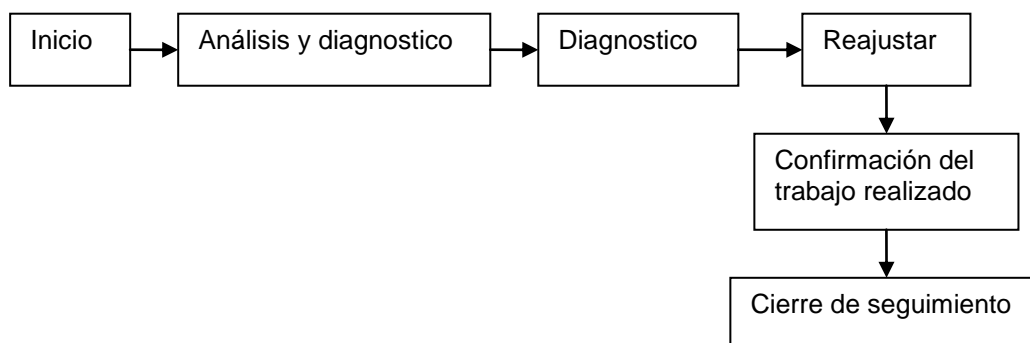 Inicio
Análisis y diagnostico
Diagnostico
Reajustar
Confirmación del
trabajo realizado
Cierre de seguimiento